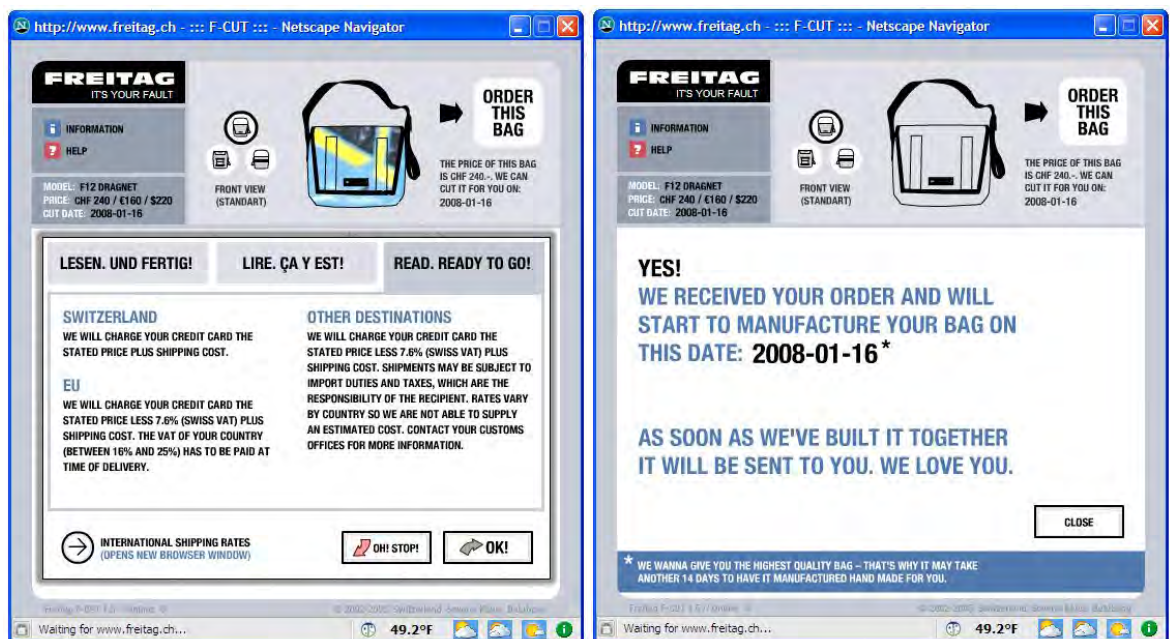 http://www.freitag.ch - ::: F-CUT ::: - Netscape Navigator
FREITAG
IT'S YOUR FAULT
INFORMATION
HELP
MODEL: F12 DRAGNET
PRICE: CHF 240 / €160 / $220
CUT DATE: 2008-01-16
FRONT VIEW
(STANDART)
ORDER
THIS
BAG
THE PRICE OF THIS BAG
IS CHF 240.-. WE CAN
CUT IT FOR YOU ON:
2008-01-16
LESEN. UND FERTIG!
LIRE. ÇA Y EST!
READ. READY TO GO!
SWITZERLAND
WE WILL CHARGE YOUR CREDIT CARD THE
STATED PRICE PLUS SHIPPING COST.
EU
WE WILL CHARGE YOUR CREDIT CARD THE
STATED PRICE LESS 7.6% (SWISS VAT) PLUS
SHIPPING COST. THE VAT OF YOUR COUNTRY
(BETWEEN 16% AND 25%) HAS TO BE PAID AT
TIME OF DELIVERY.
OTHER DESTINATIONS
WE WILL CHARGE YOUR CREDIT CARD THE
STATED PRICE LESS 7.6% (SWISS VAT) PLUS
SHIPPING COST. SHIPMENTS MAY BE SUBJECT TO
IMPORT DUTIES AND TAXES, WHICH ARE THE
RESPONSIBILITY OF THE RECIPIENT. RATES VARY
BY COUNTRY SO WE ARE NOT ABLE TO SUPPLY
AN ESTIMATED COST. CONTACT YOUR CUSTOMS
OFFICES FOR MORE INFORMATION.
INTERNATIONAL SHIPPING RATES
(OPENS NEW BROWSER WINDOW)
OH! STOP!
OK!
Waiting for www.freitag.ch...
49.2°F
http://www.freitag.ch - ::: F-CUT ::: - Netscape Navigator
FREITAG
IT'S YOUR FAULT
INFORMATION
HELP
MODEL: F12 DRAGNET
PRICE: CHF 240 / €160 / $220
CUT DATE: 2008-01-16
FRONT VIEW
(STANDART)
ORDER
THIS
BAG
THE PRICE OF THIS BAG
IS CHF 240.-. WE CAN
CUT IT FOR YOU ON:
2008-01-16
YES!
WE RECEIVED YOUR ORDER AND WILL
START TO MANUFACTURE YOUR BAG ON
THIS DATE: 2008-01-16*
AS SOON AS WE'VE BUILT IT TOGETHER
IT WILL BE SENT TO YOU. WE LOVE YOU.
CLOSE
* WE WANNA GIVE YOU THE HIGHEST QUALITY BAG – THAT'S WHY IT MAY TAKE
ANOTHER 14 DAYS TO HAVE IT MANUFACTURED HAND MADE FOR YOU.
Waiting for www.freitag.ch...
49.2°F